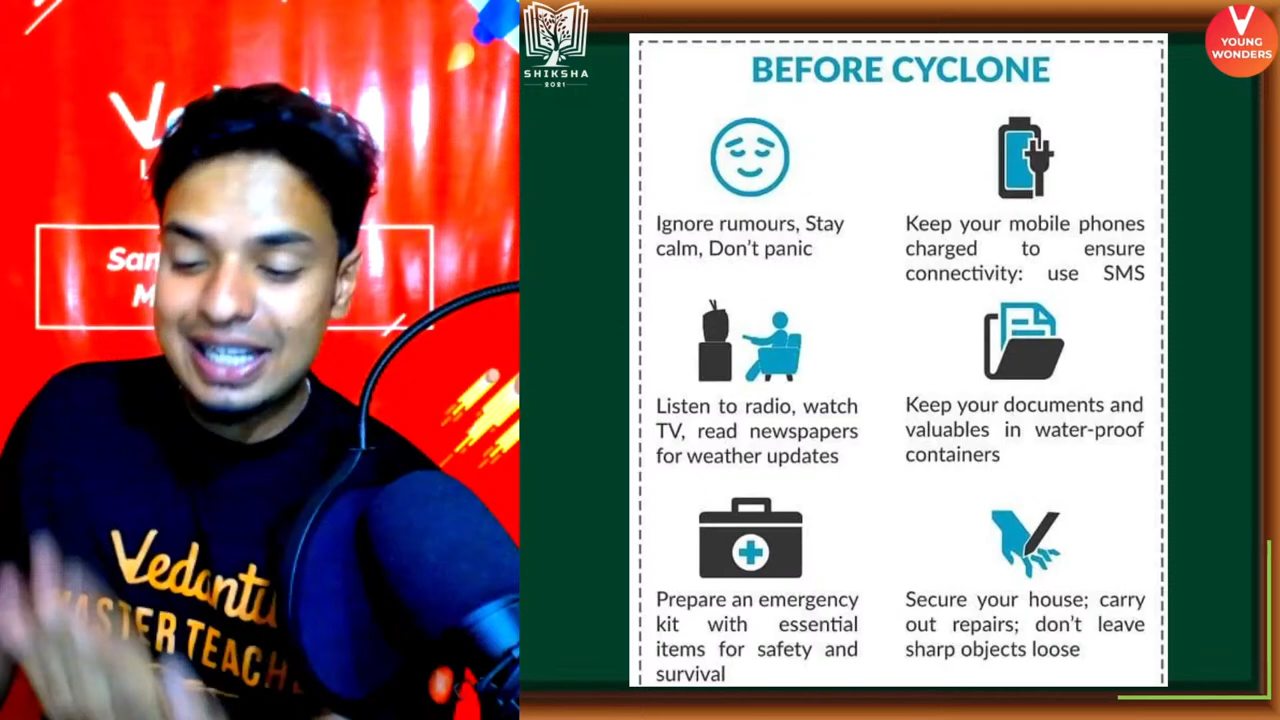 SHIKSHA
2021
V
YOUNG
WONDERS
BEFORE CYCLONE
Ignore rumours, Stay
calm, Don't panic
Keep your mobile phones
charged to ensure
connectivity: use SMS
Listen to radio, watch
TV, read newspapers
for weather updates
Keep your documents and
valuables in water-proof
containers
Prepare an emergency
kit with essential
items for safety and
survival
Secure your house; carry
out repairs; don't leave
sharp objects loose
Vedantu